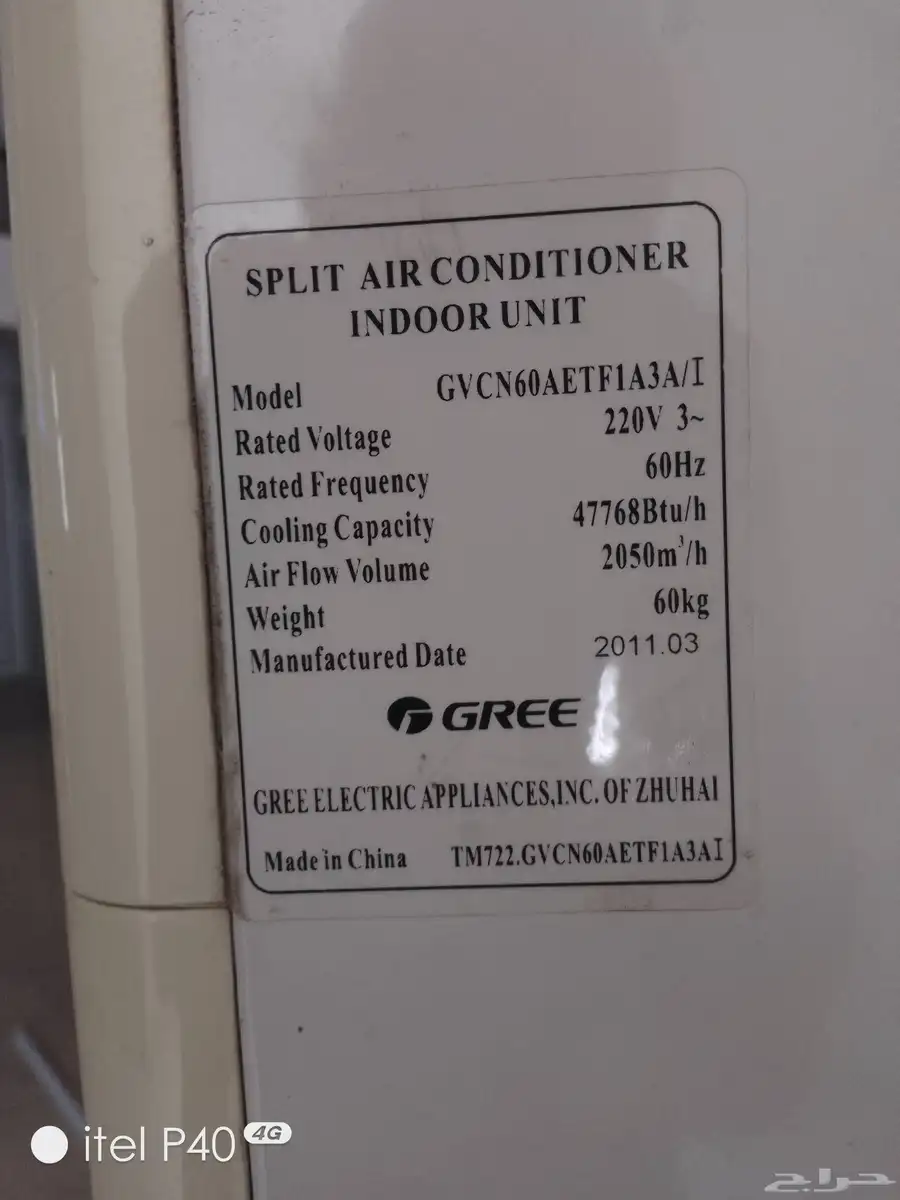 SPLIT AIR CONDITIONER
INDOOR UNIT
Model GVCN60AETF1A3A/I
Rated Voltage 220V 3~
Rated Frequency 60Hz
Cooling Capacity 47768Btu/h
Air Flow Volume 2050m³/h
Weight 60kg
Manufactured Date 2011.03
GREE
GREE ELECTRIC APPLIANCES,INC. OF ZHUHAI
Made in China TM722.GVCN60AETF1A3AI
itel P40 4G
حراج